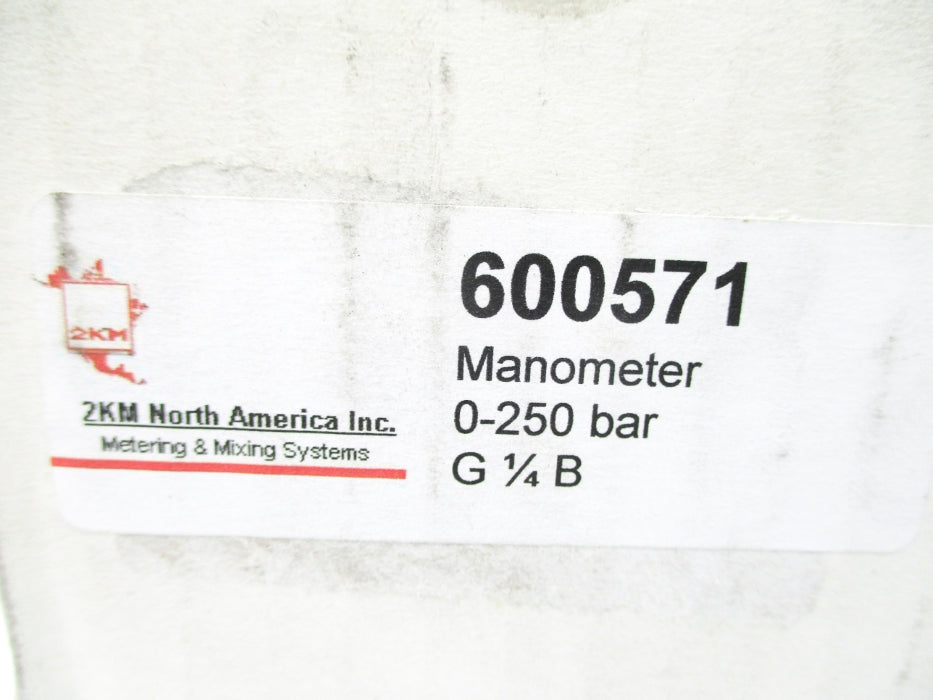 2KM
2KM North America Inc.
Metering & Mixing Systems
600571
Manometer
0-250 bar
G ¼ B